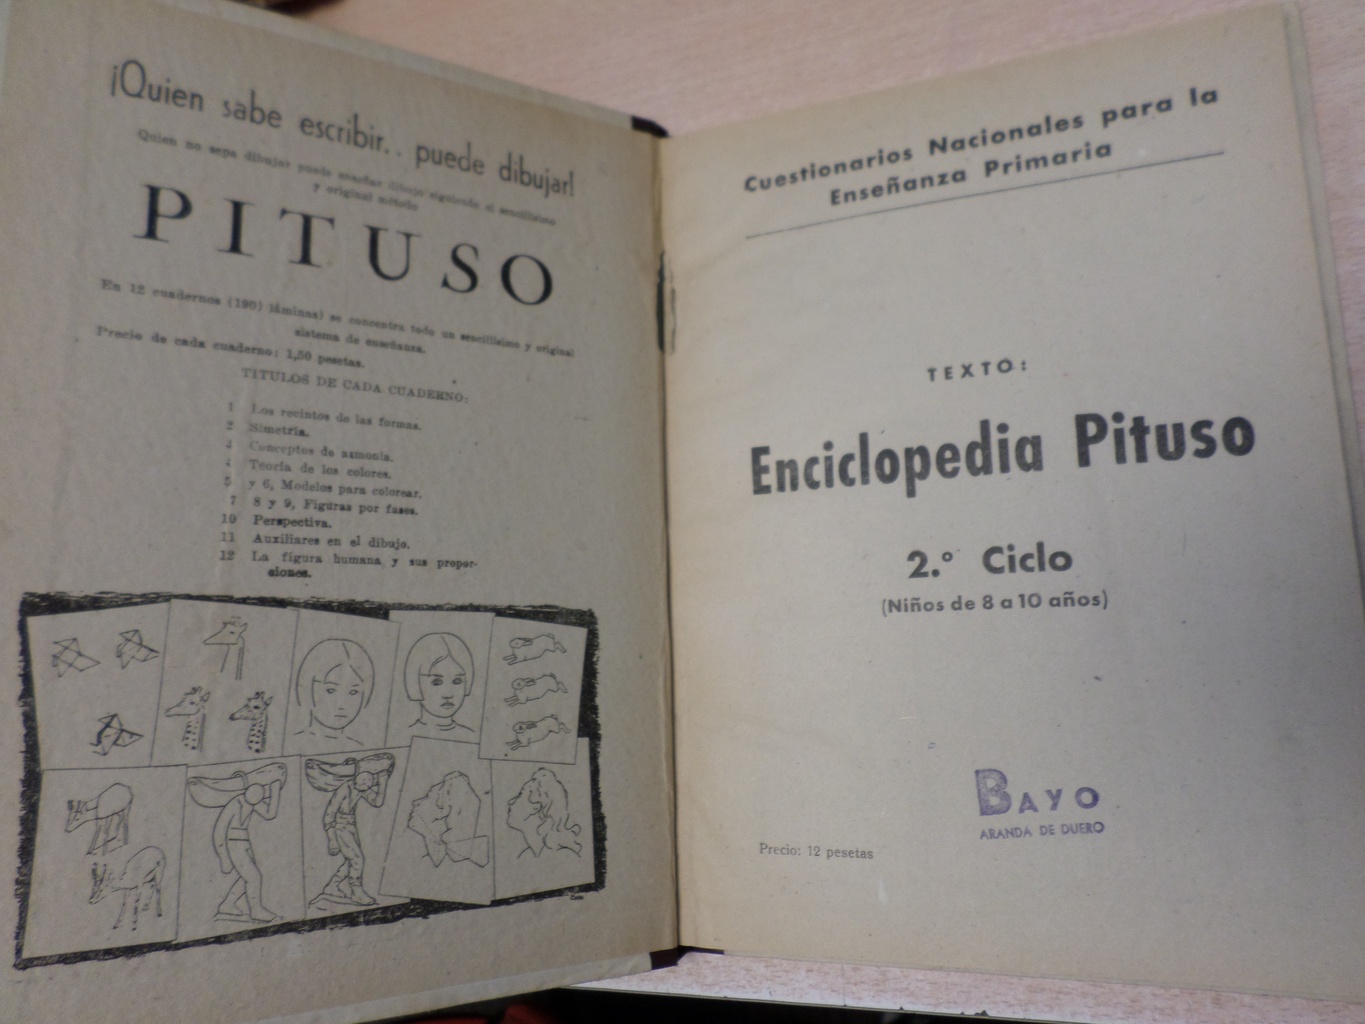 ¡Quien sabe escribir.. puede dibujar!
Quien no sepa dibujar puede enseñar dibujo siguiendo el sencillísimo
y original método
PITUSO
En 12 cuadernos (190) láminas) se concentra todo un sencillísimo y original
sistema de enseñanza.
Precio de cada cuaderno: 1,50 pesetas.
TITULOS DE CADA CUADERNO:
1 Los recintos de las formas.
2 Simetría.
3 Conceptos de armonía.
4 Teoría de los colores.
5 y 6, Modelos para colorear.
7 8 y 9, Figuras por fases.
10 Perspectiva.
11 Auxiliares en el dibujo.
12 La figura humana y sus propor-
ciones.
Cuestionarios Nacionales para la
Enseñanza Primaria
TEXTO:
Enciclopedia Pituso
2.º Ciclo
(Niños de 8 a 10 años)
BAYO
ARANDA DE DUERO
Precio: 12 pesetas